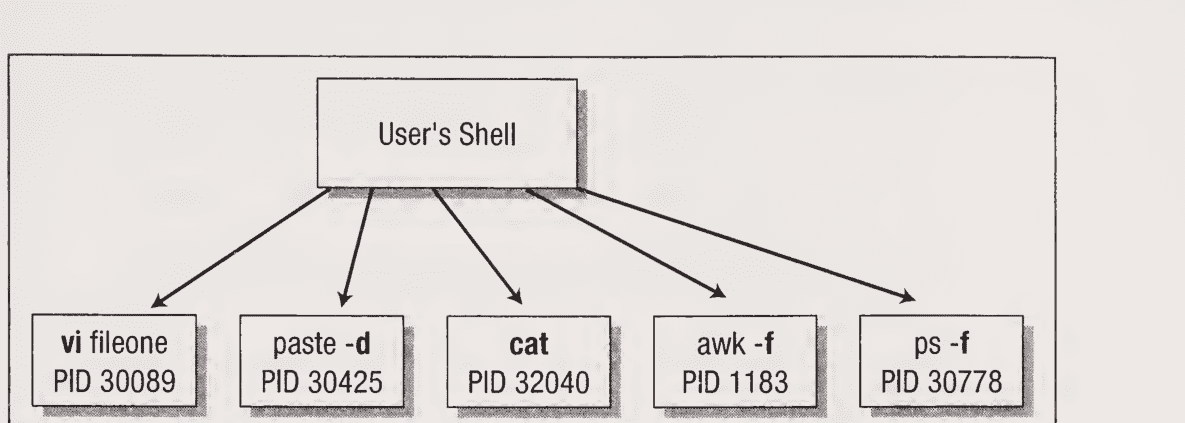 User's Shell
vi fileone
PID 30089
paste -d
PID 30425
cat
PID 32040
awk -f
PID 1183
ps -f
PID 30778